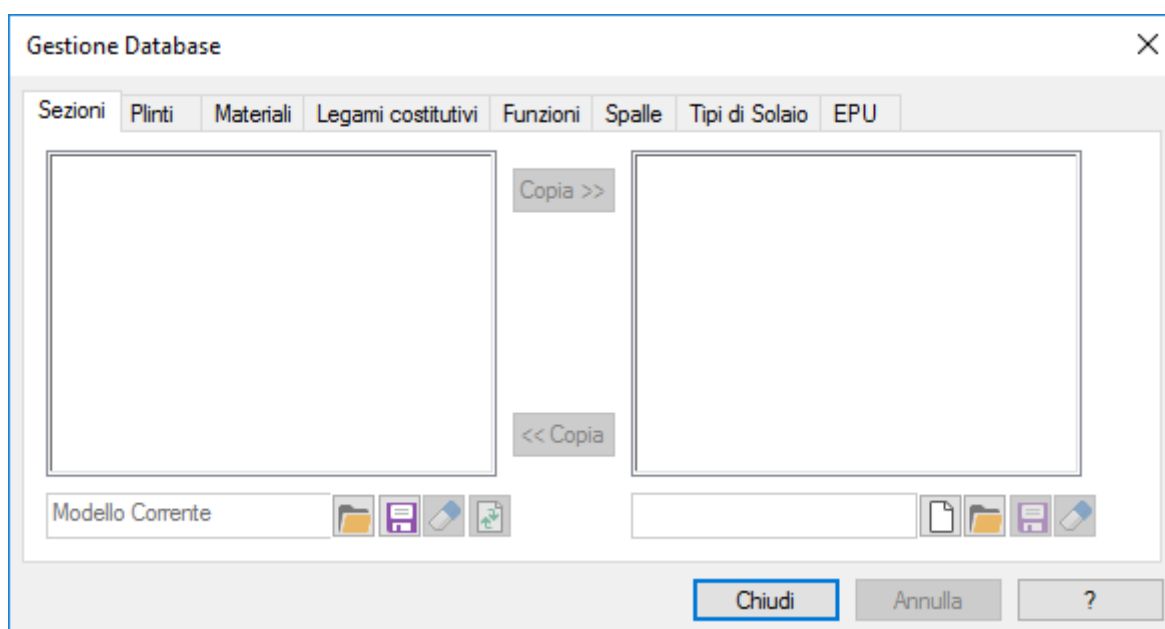 Gestione Database
Sezioni Plinti Materiali Legami costitutivi Funzioni Spalle Tipi di Solaio EPU
Copia >>
<< Copia
Modello Corrente
Chiudi Annulla ?